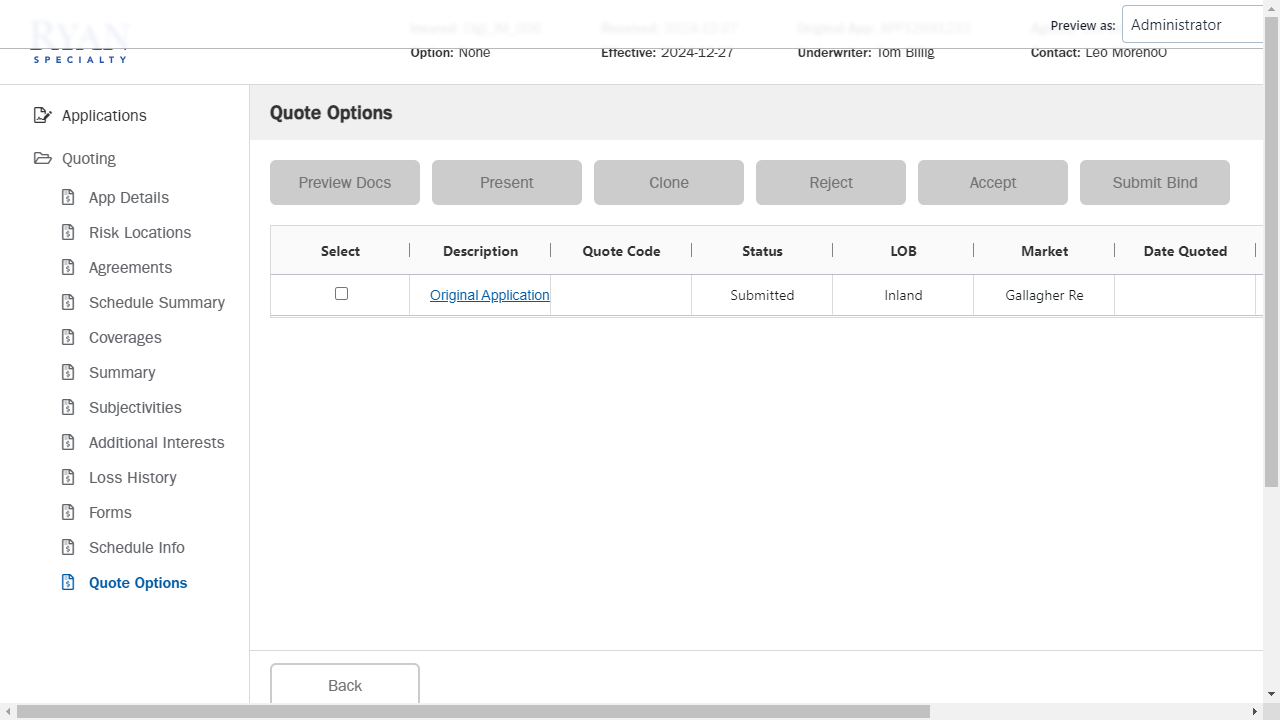 RYAN
SPECIALTY
Preview as: Administrator
Option: None
Effective: 2024-12-27
Underwriter: Tom Billig
Contact: Leo MorenoO
Applications
Quoting
App Details
Risk Locations
Agreements
Schedule Summary
Coverages
Summary
Subjectivities
Additional Interests
Loss History
Forms
Schedule Info
Quote Options
Quote Options
Preview Docs Present Clone Reject Accept Submit Bind
Select Description Quote Code Status LOB Market Date Quoted
Original Application Submitted Inland Gallagher Re
Back